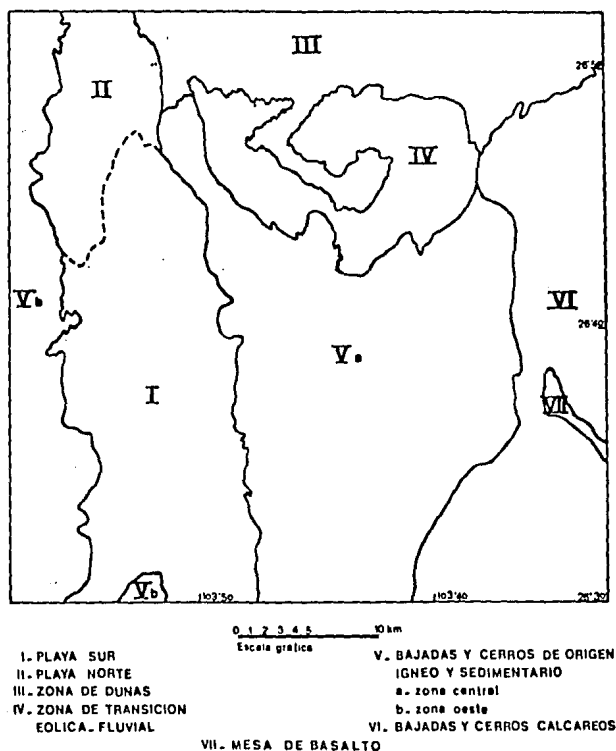 III
26°50'
II
IV
Vb
VI
26°40'
Va
I
VII
Vb
103°50
103°40
26°30
0 1 2 3 4 5 10 km
Escala grafica
I. PLAYA SUR
II. PLAYA NORTE
III. ZONA DE DUNAS
IV. ZONA DE TRANSICION
EOLICA-FLUVIAL
V. BAJADAS Y CERROS DE ORIGEN
IGNEO Y SEDIMENTARIO
a. zona central
b. zona oeste
VI. BAJADAS Y CERROS CALCAREOS
VII. MESA DE BASALTO